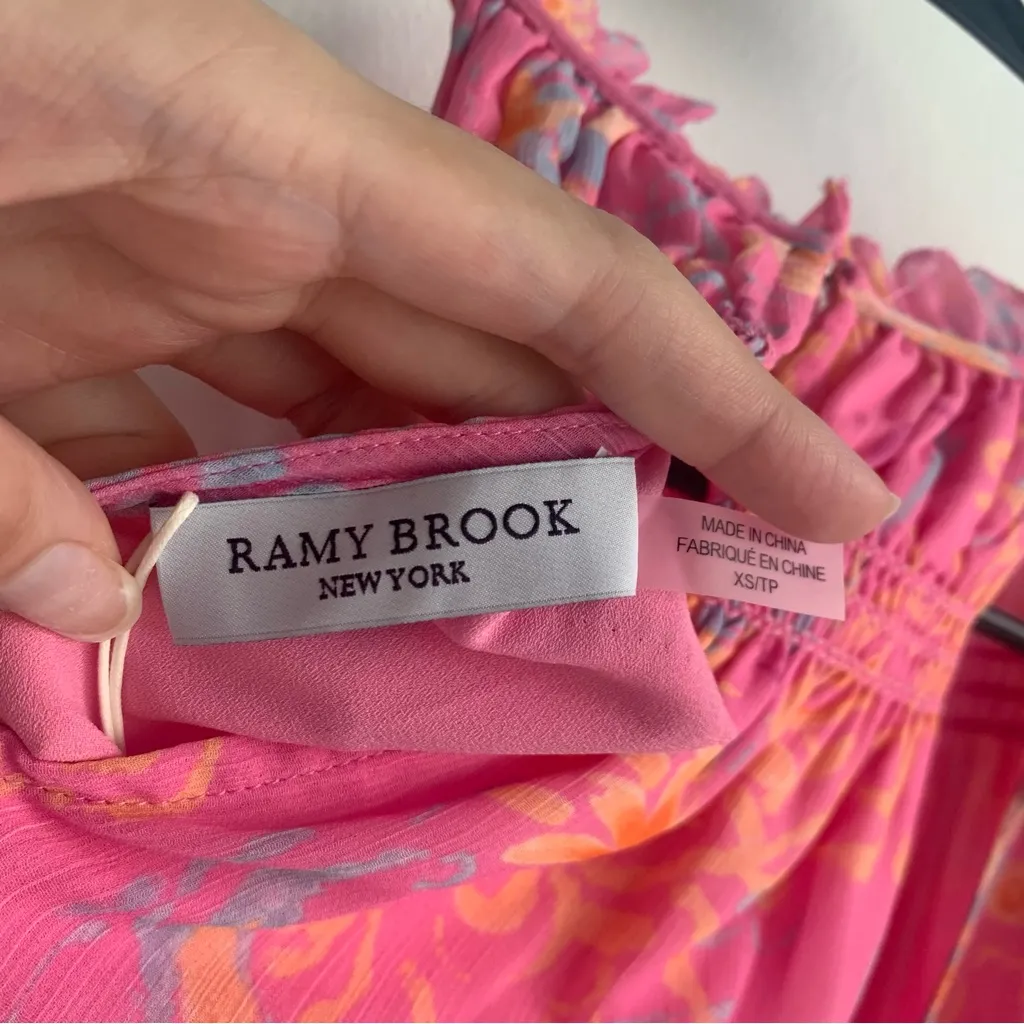 RAMY BROOK
NEW YORK
MADE IN CHINA
FABRIQUÉ EN CHINE
XS/TP